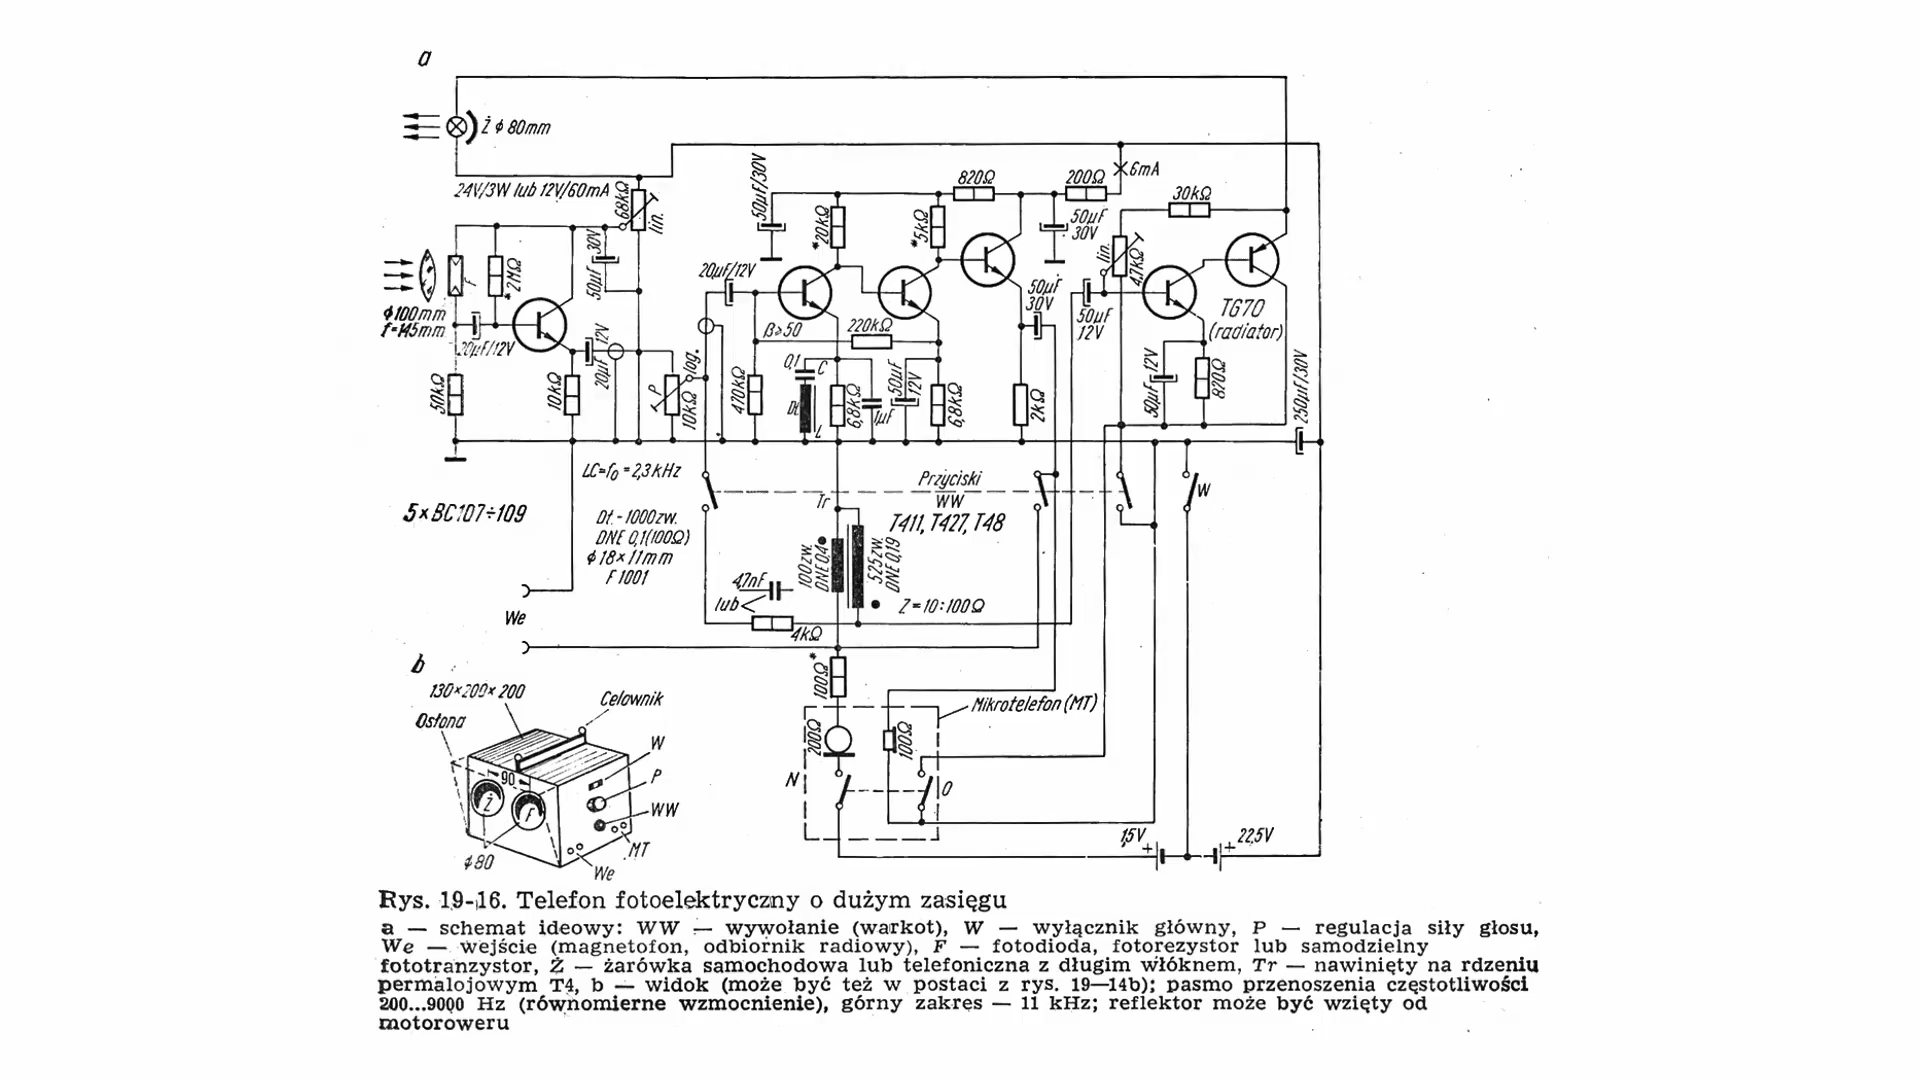 a
Ż ϕ 80mm
24V/3W lub 12V/60mA
68kΩ
lin.
50µF/30V
820Ω
200Ω
6mA
30kΩ
*20kΩ
*5kΩ
50µF
30V
lin.
4,7kΩ
F
*2MΩ
50µF 30V
20µF/12V
ϕ100mm
f=145mm
20µF/12V
20µF 12V
β≥50
220kΩ
50µF
30V
50µF
12V
TG70
(radiator)
50kΩ
10kΩ
P
10kΩ log.
470kΩ
0,1
C
Dł
L
6,8kΩ
1µF
50µF
12V
6,8kΩ
2kΩ
50µF 12V
820Ω
250µF/30V
LC=f₀=2,3kHz
Przyciski
WW
W
5×BC107÷109
Dł.-1000zw.
DNE 0,1(100Ω)
ϕ18×11mm
F1001
Tr
T411, T427, T48
100zw.
DNE 0,4
525zw.
DNE 0,19
Z=10:100Ω
4,7nF
lub
4kΩ
We
*
100Ω
Mikrotelefon (MT)
200Ω
100Ω
N
O
1,5V
+
22,5V
+
b
130×200×200
Celownik
Osłona
W
90
P
Ż
F
WW
MT
ϕ80
We
Rys. 19-16. Telefon fotoelektryczny o dużym zasięgu
a — schemat ideowy: WW — wywołanie (warkot), W — wyłącznik główny, P — regulacja siły głosu,
We — wejście (magnetofon, odbiornik radiowy), F — fotodioda, fotorezystor lub samodzielny
fototranzystor, Ż — żarówka samochodowa lub telefoniczna z długim włóknem, Tr — nawinięty na rdzeniu
permalojowym T4, b — widok (może być też w postaci z rys. 19—14b); pasmo przenoszenia częstotliwości
200...9000 Hz (równomierne wzmocnienie), górny zakres — 11 kHz; reflektor może być wzięty od
motoroweru